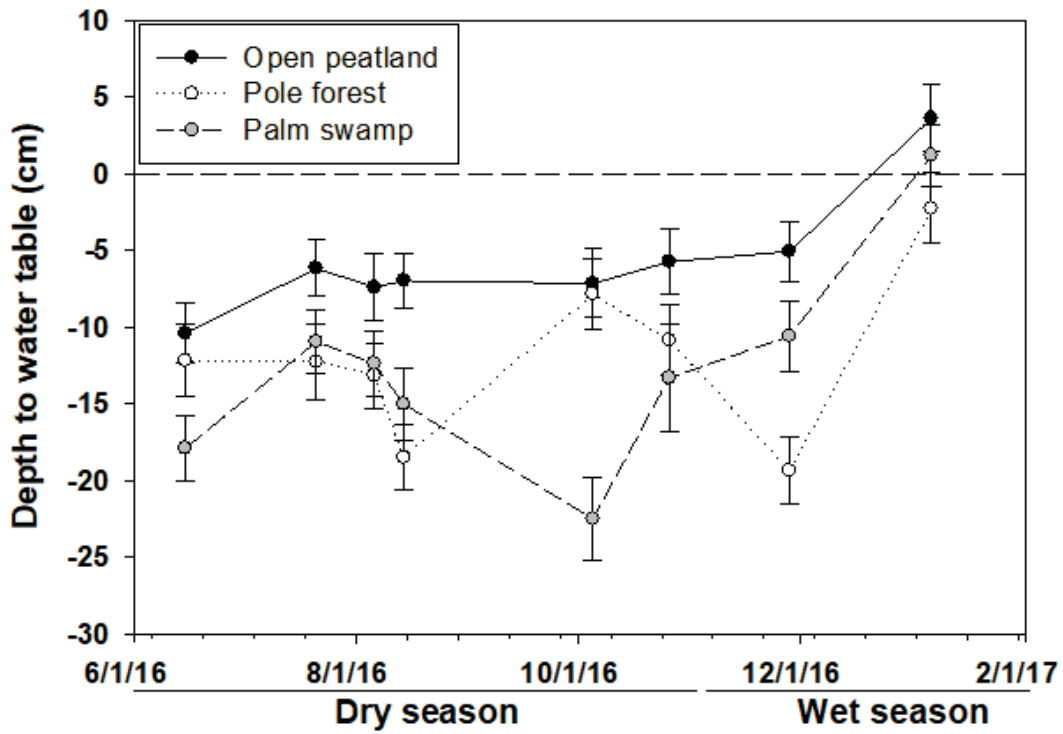 Depth to water table (cm)
10
5
0
-5
-10
-15
-20
-25
-30
Open peatland
Pole forest
Palm swamp
6/1/16 8/1/16 10/1/16 12/1/16 2/1/17
Dry season Wet season